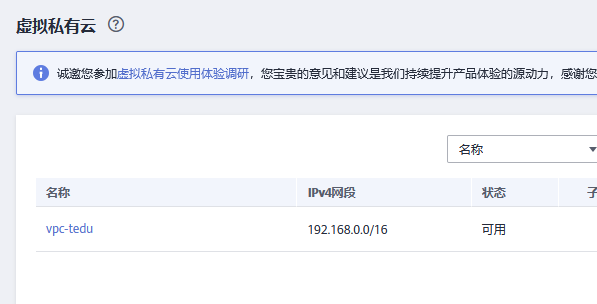 虚拟私有云
诚邀您参加虚拟私有云使用体验调研，您宝贵的意见和建议是我们持续提升产品体验的源动力，感谢您
名称
名称 IPv4网段 状态 子
vpc-tedu 192.168.0.0/16 可用